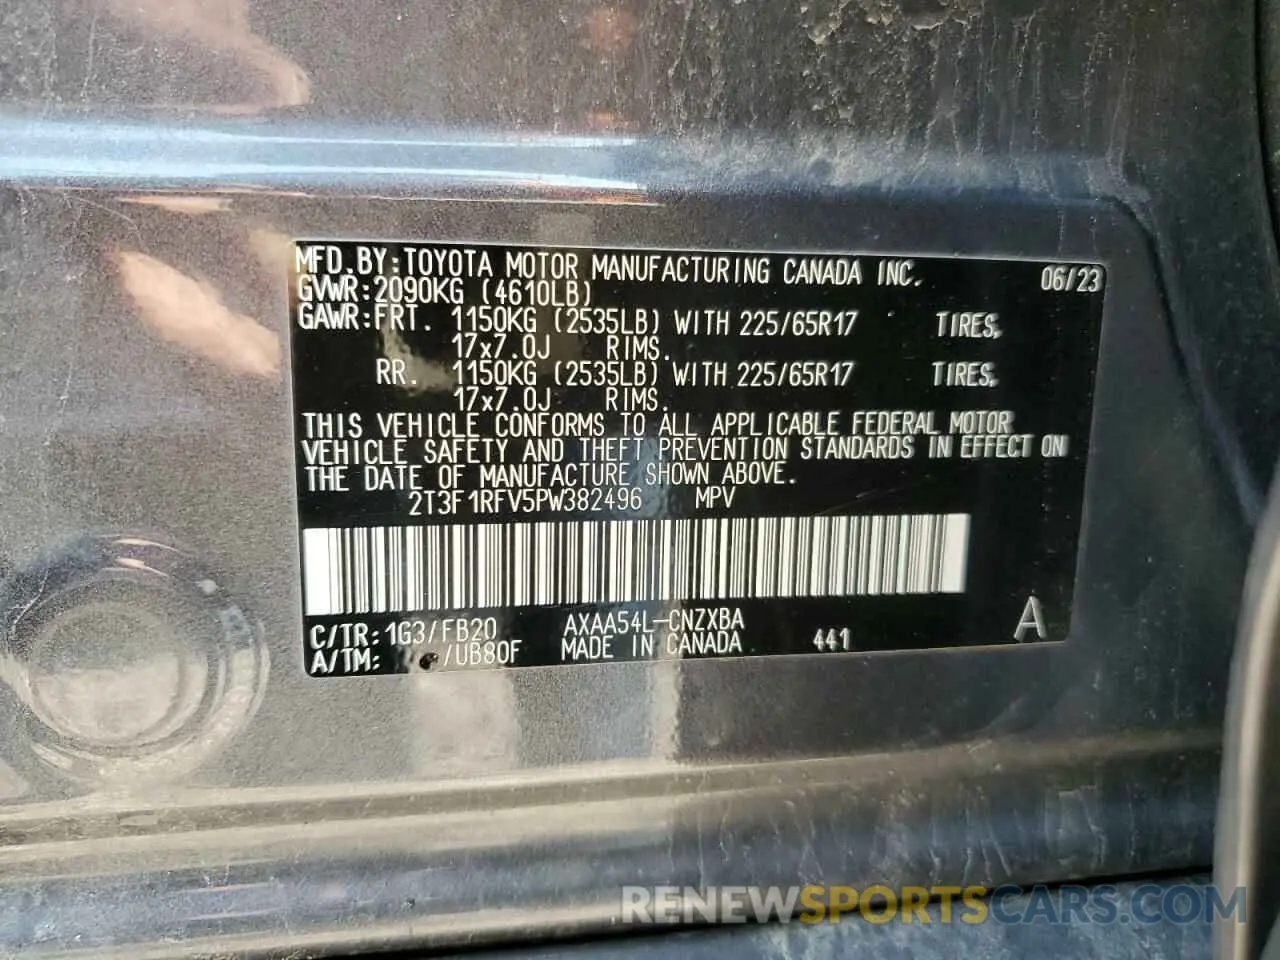 MFD.BY:TOYOTA MOTOR MANUFACTURING CANADA INC. 06/23
GVWR:2090KG (4610LB)
GAWR:FRT. 1150KG (2535LB) WITH 225/65R17 TIRES,
17x7.0J RIMS.
RR. 1150KG (2535LB) WITH 225/65R17 TIRES,
17x7.0J RIMS.
THIS VEHICLE CONFORMS TO ALL APPLICABLE FEDERAL MOTOR
VEHICLE SAFETY AND THEFT PREVENTION STANDARDS IN EFFECT ON
THE DATE OF MANUFACTURE SHOWN ABOVE.
2T3F1RFV5PW382496 MPV
C/TR:1G3/FB20 AXAA54L-CNZXBA
A/TM: /UB80F MADE IN CANADA 441 A
RENEWSPORTSCARS.COM